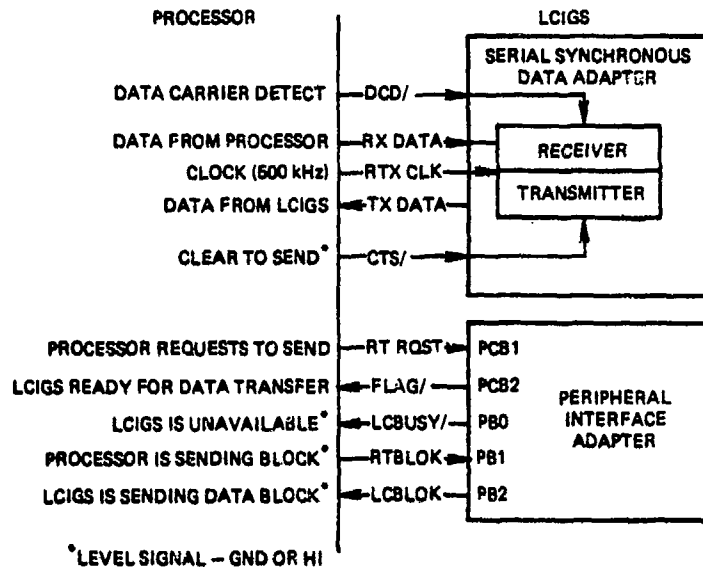 PROCESSOR LCIGS
SERIAL SYNCHRONOUS
DATA ADAPTER
DATA CARRIER DETECT DCD/
DATA FROM PROCESSOR RX DATA RECEIVER
CLOCK (500 kHz) RTX CLK
DATA FROM LCIGS TX DATA TRANSMITTER
CLEAR TO SEND* CTS/
PROCESSOR REQUESTS TO SEND RT RQST PCB1
LCIGS READY FOR DATA TRANSFER FLAG/ PCB2
LCIGS IS UNAVAILABLE* LCBUSY/ PB0
PROCESSOR IS SENDING BLOCK* RTBLOK PB1
LCIGS IS SENDING DATA BLOCK* LCBLOK PB2
PERIPHERAL
INTERFACE
ADAPTER
*LEVEL SIGNAL – GND OR HI